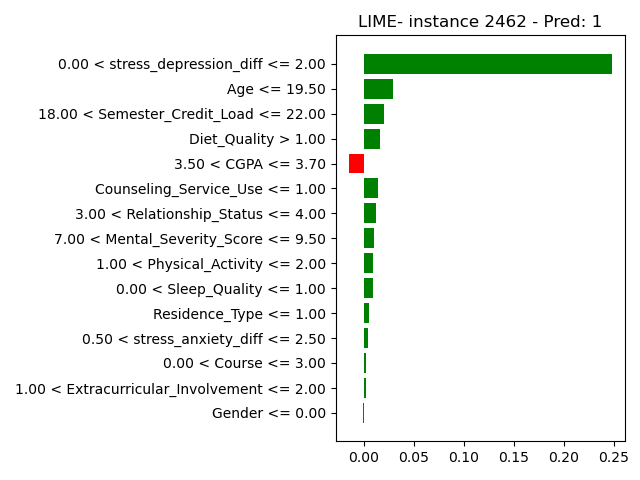 LIME- instance 2462 - Pred: 1
0.00 < stress_depression_diff <= 2.00
Age <= 19.50
18.00 < Semester_Credit_Load <= 22.00
Diet_Quality > 1.00
3.50 < CGPA <= 3.70
Counseling_Service_Use <= 1.00
3.00 < Relationship_Status <= 4.00
7.00 < Mental_Severity_Score <= 9.50
1.00 < Physical_Activity <= 2.00
0.00 < Sleep_Quality <= 1.00
Residence_Type <= 1.00
0.50 < stress_anxiety_diff <= 2.50
0.00 < Course <= 3.00
1.00 < Extracurricular_Involvement <= 2.00
Gender <= 0.00
0.00 0.05 0.10 0.15 0.20 0.25